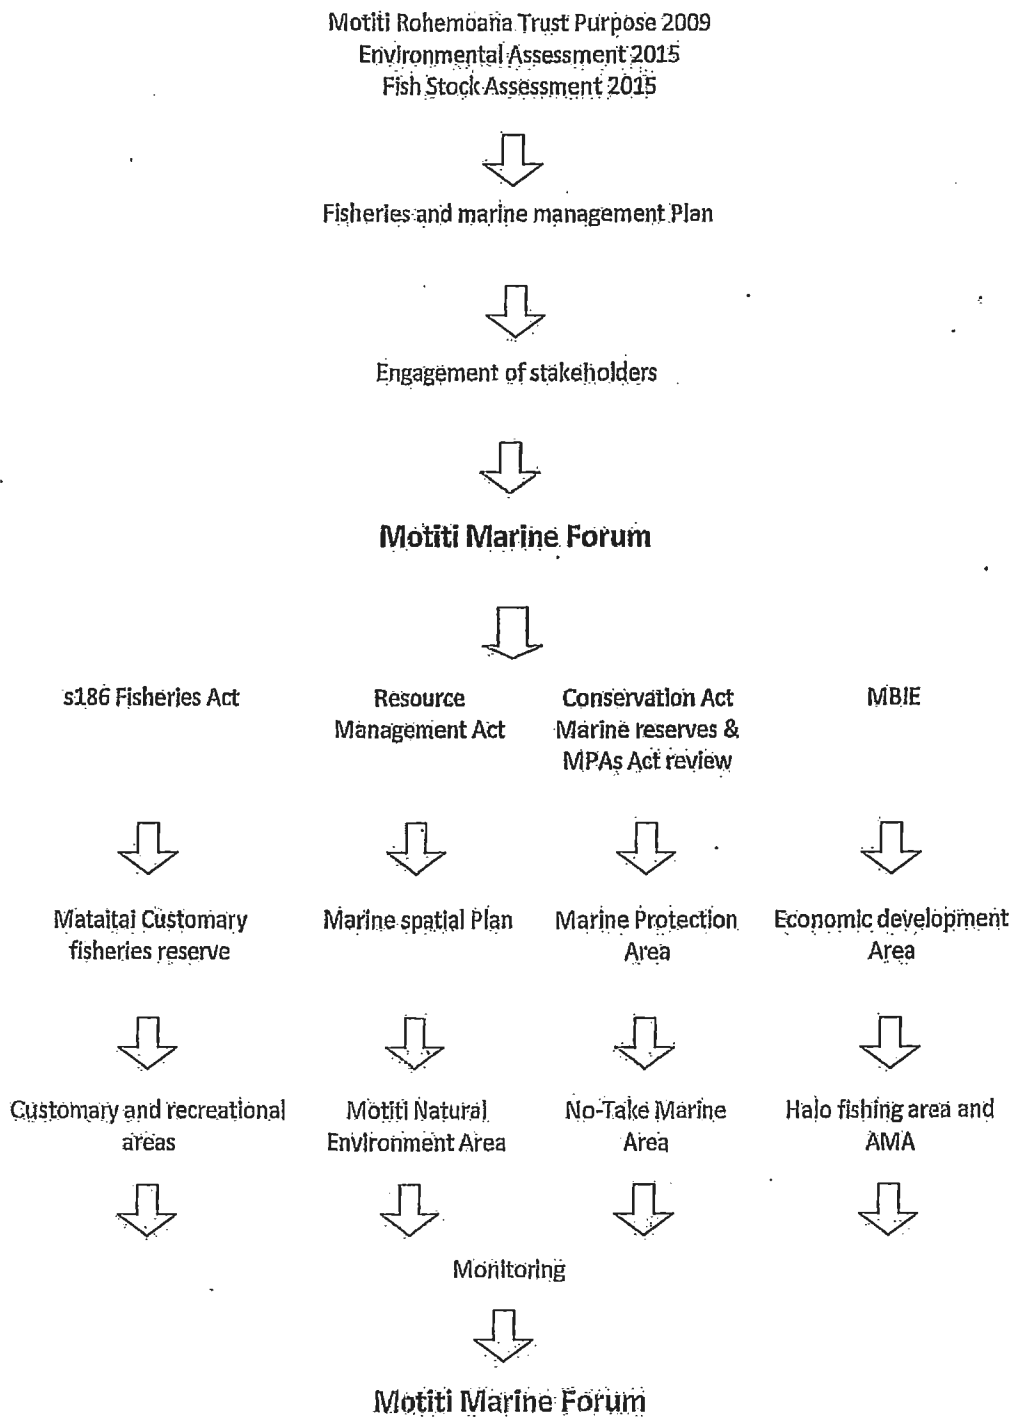 Motiti Rohemoana Trust Purpose 2009
Environmental Assessment 2015
Fish Stock Assessment 2015
Fisheries and marine management Plan
Engagement of stakeholders
Motiti Marine Forum
s186 Fisheries Act
Resource
Management Act
Conservation Act
Marine reserves &
MPAs Act review
MBIE
Mataitai Customary
fisheries reserve
Marine spatial Plan
Marine Protection
Area
Economic development
Area
Customary and recreational
areas
Motiti Natural
Environment Area
No-Take Marine
Area
Halo fishing area and
AMA
Monitoring
Motiti Marine Forum